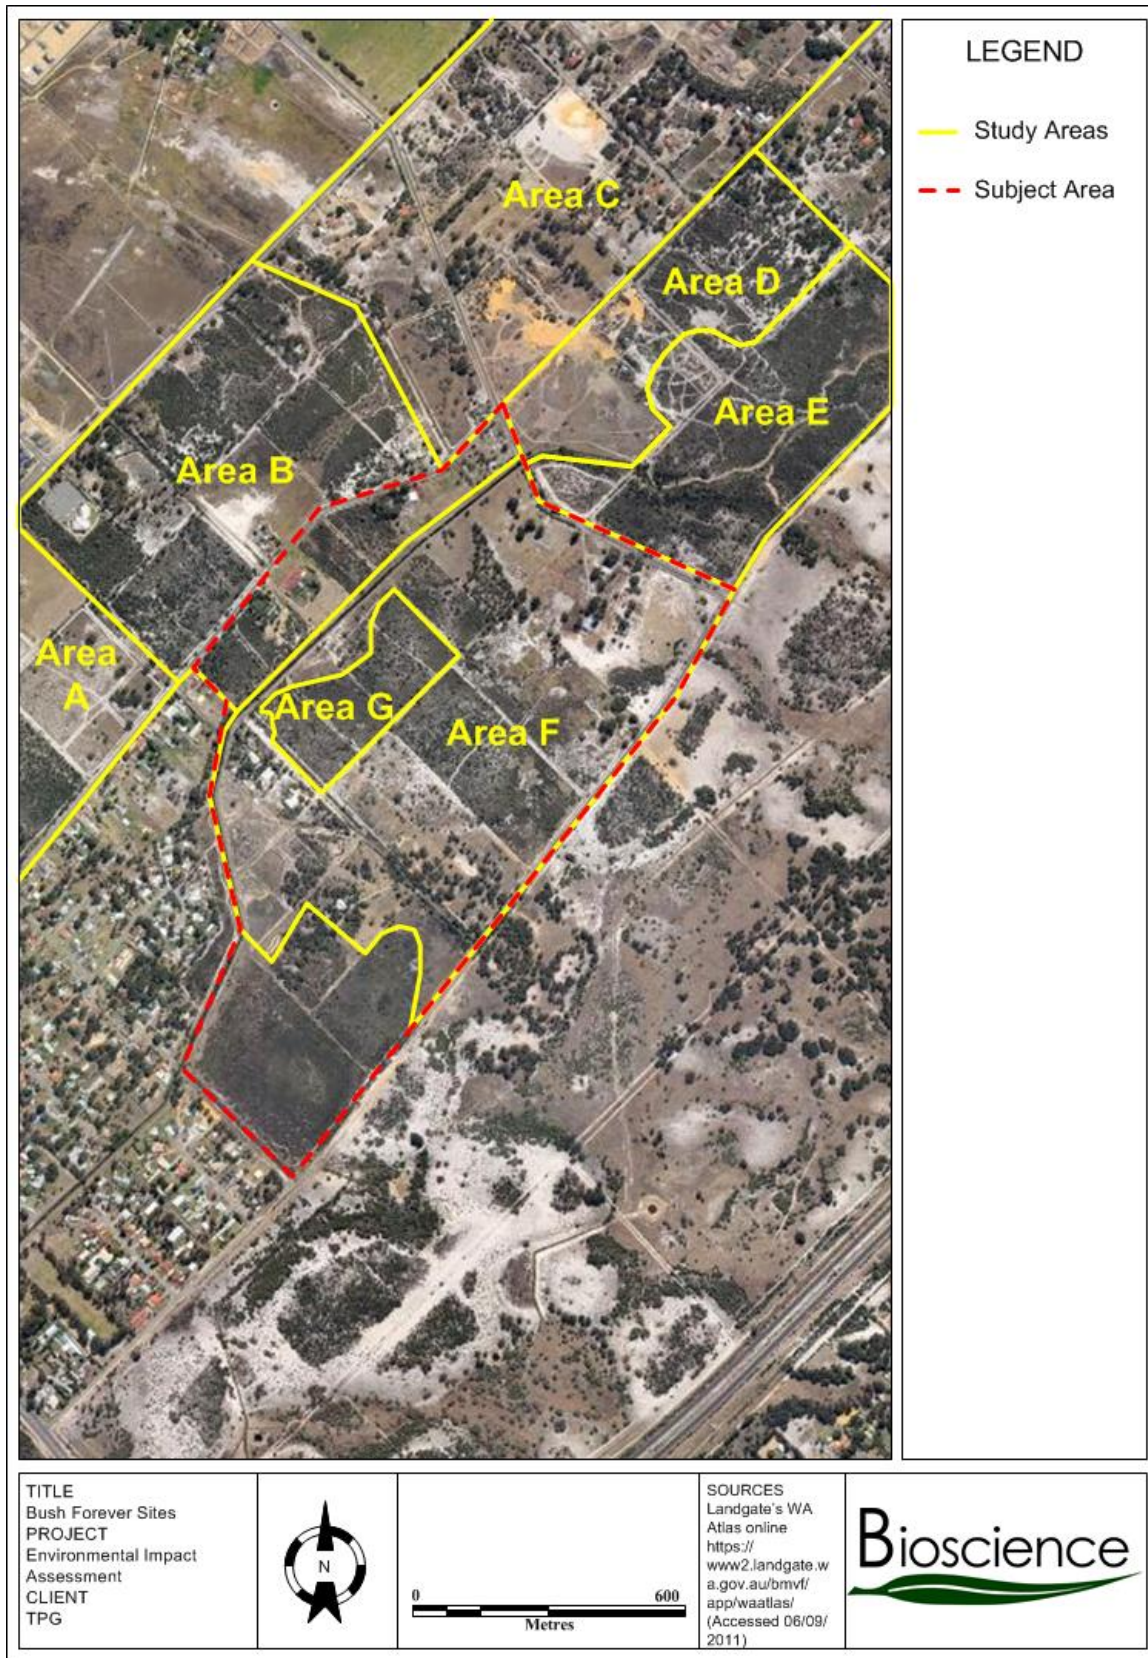 LEGEND
Study Areas
Subject Area
Area C
Area D
Area E
Area B
Area
A
Area G
Area F
TITLE
Bush Forever Sites
PROJECT
Environmental Impact
Assessment
CLIENT
TPG
N
0 600
Metres
SOURCES
Landgate's WA
Atlas online
https://
www2.landgate.w
a.gov.au/bmvf/
app/waatlas/
(Accessed 06/09/
2011)
Bioscience